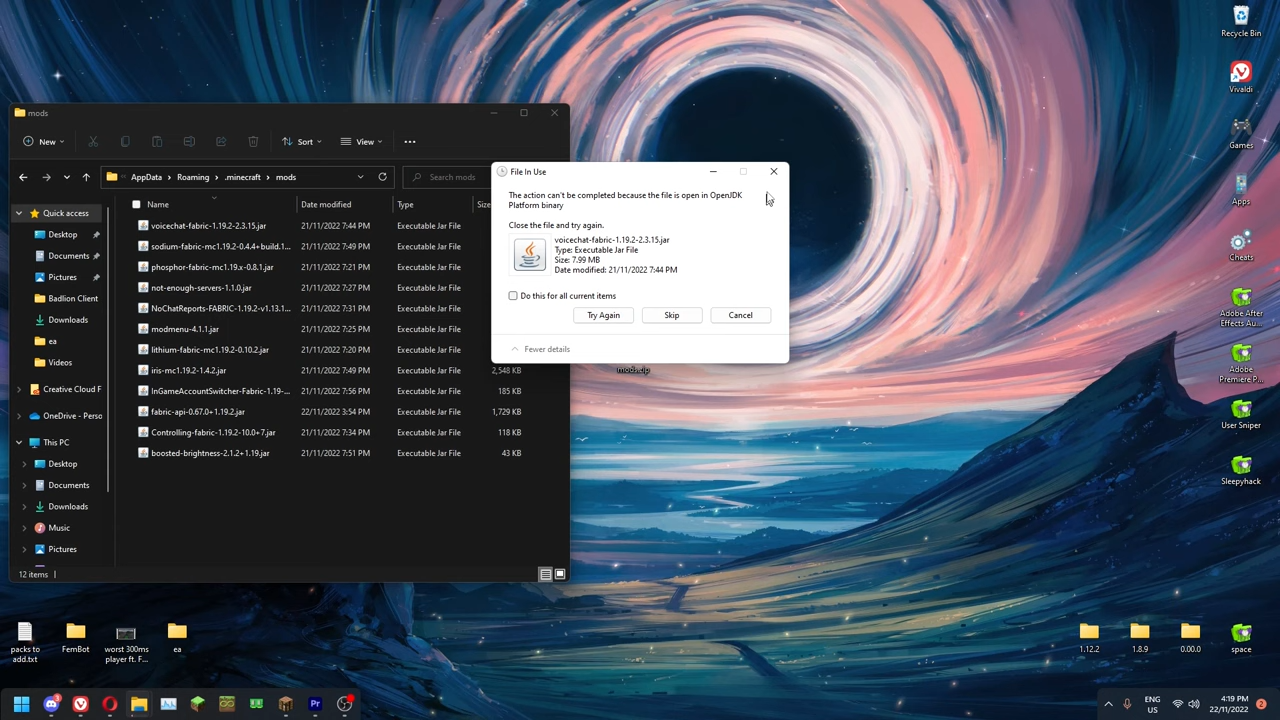 Recycle Bin
Vivaldi
Games
Apps
Cheats
Adobe After
Effects Au...
Adobe
Premiere P...
User Sniper
Sleepyhack
mods
New
Sort
View
AppData
Roaming
.minecraft
mods
Search mods
Name
Date modified
Type
Size
Quick access
Desktop
Documents
Pictures
Badlion Client
Downloads
ea
Videos
Creative Cloud F
OneDrive - Perso
This PC
Desktop
Documents
Downloads
Music
Pictures
voicechat-fabric-1.19.2-2.3.15.jar 21/11/2022 7:44 PM Executable Jar File
sodium-fabric-mc1.19.2-0.4.4+build.1... 21/11/2022 7:49 PM Executable Jar File
phosphor-fabric-mc1.19.x-0.8.1.jar 21/11/2022 7:21 PM Executable Jar File
not-enough-servers-1.1.0.jar 21/11/2022 7:27 PM Executable Jar File
NoChatReports-FABRIC-1.19.2-v1.13.1... 21/11/2022 7:31 PM Executable Jar File
modmenu-4.1.1.jar 21/11/2022 7:25 PM Executable Jar File
lithium-fabric-mc1.19.2-0.10.2.jar 21/11/2022 7:20 PM Executable Jar File
iris-mc1.19.2-1.4.2.jar 21/11/2022 7:49 PM Executable Jar File 2,548 KB
InGameAccountSwitcher-Fabric-1.19-... 21/11/2022 7:56 PM Executable Jar File 185 KB
fabric-api-0.67.0+1.19.2.jar 22/11/2022 3:54 PM Executable Jar File 1,729 KB
Controlling-fabric-1.19.2-10.0+7.jar 21/11/2022 7:34 PM Executable Jar File 118 KB
boosted-brightness-2.1.2+1.19.jar 21/11/2022 7:51 PM Executable Jar File 43 KB
12 items
File In Use
The action can't be completed because the file is open in OpenJDK
Platform binary
Close the file and try again.
voicechat-fabric-1.19.2-2.3.15.jar
Type: Executable Jar File
Size: 7.99 MB
Date modified: 21/11/2022 7:44 PM
Do this for all current items
Try Again
Skip
Cancel
Fewer details
mods.zip
packs to
add.txt
FemBot
worst 300ms
player ft. F...
ea
1.12.2
1.8.9
0.00.0
space
3
Pr
ENG
US
4:19 PM
22/11/2022
2